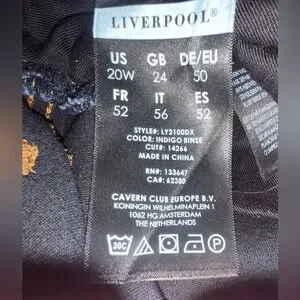 LIVERPOOL®
US GB DE/EU
20W 24 50
FR IT ES
52 56 52
STYLE#: LY2100DX
COLOR: INDIGO RINSE
CUT#: 14266
MADE IN CHINA
RN#: 133647
CA#: 62380
CAVERN CLUB EUROPE B.V.
KONINGIN WILHELMINAPLEIN 1
1062 HG AMSTERDAM
THE NETHERLANDS
30C